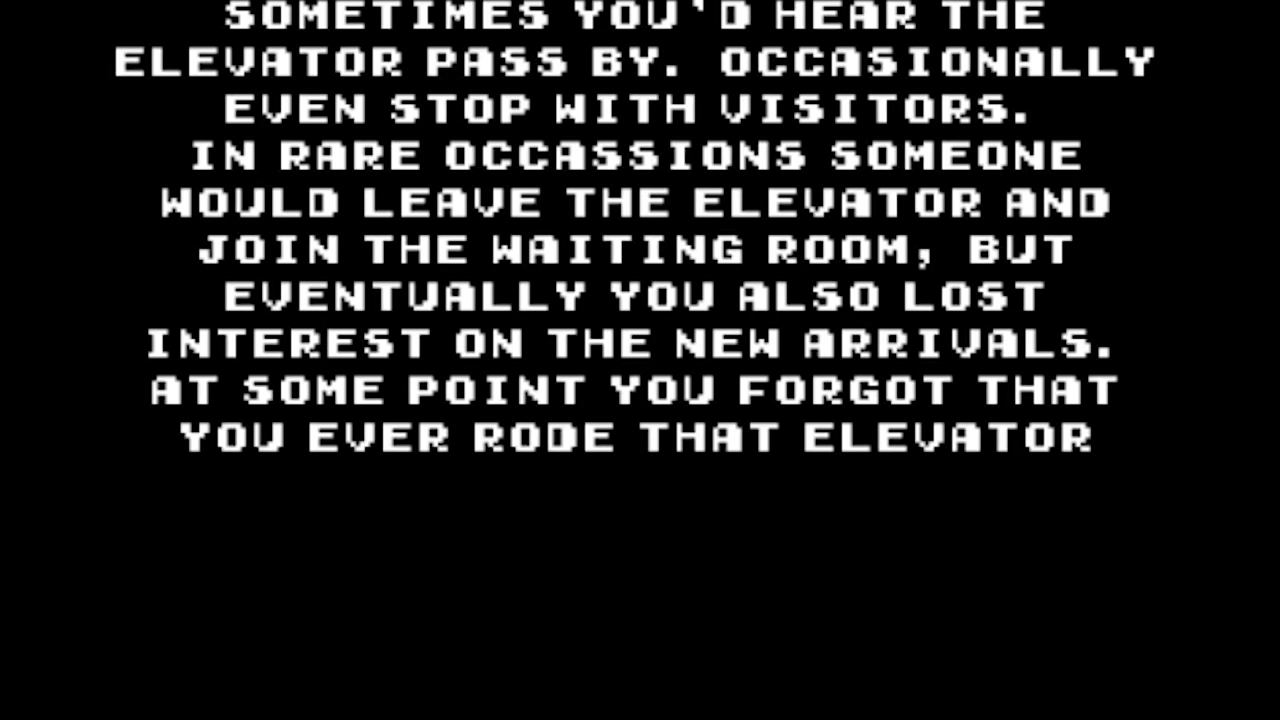 SOMETIMES YOU'D HEAR THE
ELEVATOR PASS BY. OCCASIONALLY
EVEN STOP WITH VISITORS.
IN RARE OCCASSIONS SOMEONE
WOULD LEAVE THE ELEVATOR AND
JOIN THE WAITING ROOM, BUT
EVENTUALLY YOU ALSO LOST
INTEREST ON THE NEW ARRIVALS.
AT SOME POINT YOU FORGOT THAT
YOU EVER RODE THAT ELEVATOR